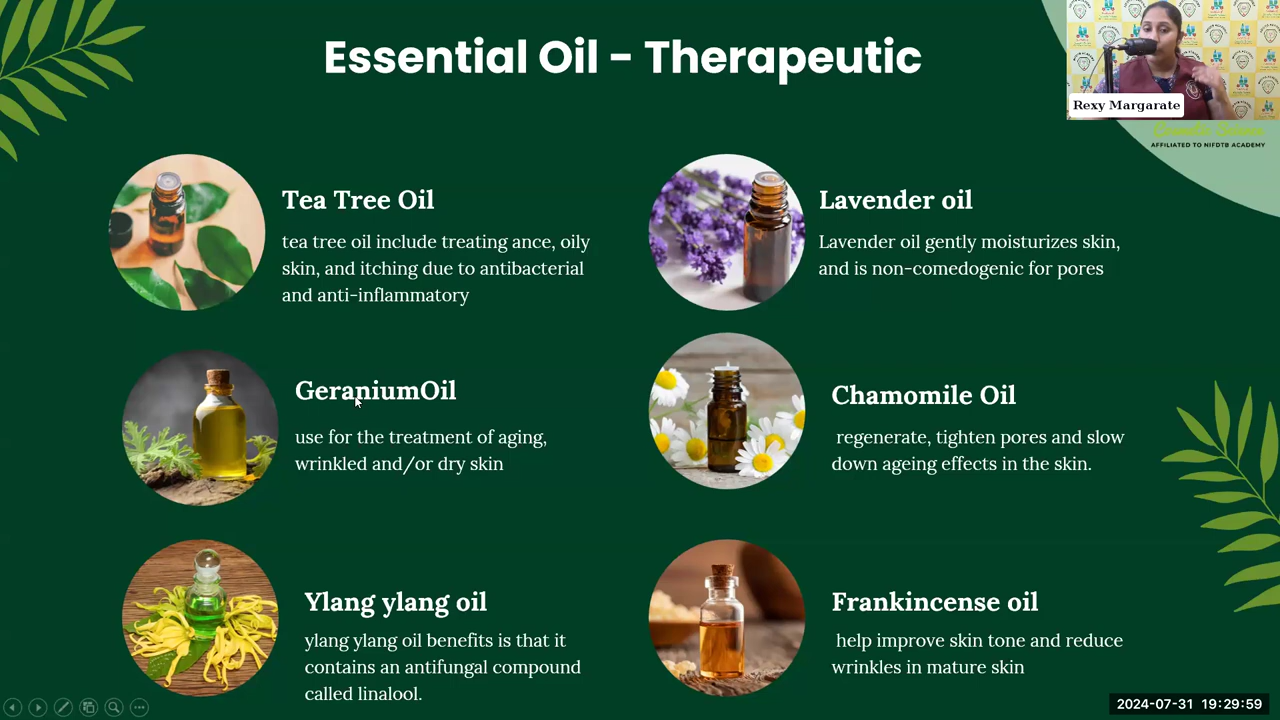 Essential Oil - Therapeutic
Rexy Margarate
AFFILIATED TO NIFDTB ACADEMY
Tea Tree Oil
tea tree oil include treating ance, oily
skin, and itching due to antibacterial
and anti-inflammatory
Lavender oil
Lavender oil gently moisturizes skin,
and is non-comedogenic for pores
GeraniumOil
use for the treatment of aging,
wrinkled and/or dry skin
Chamomile Oil
regenerate, tighten pores and slow
down ageing effects in the skin.
Ylang ylang oil
ylang ylang oil benefits is that it
contains an antifungal compound
called linalool.
Frankincense oil
help improve skin tone and reduce
wrinkles in mature skin
2024-07-31 19:29:59